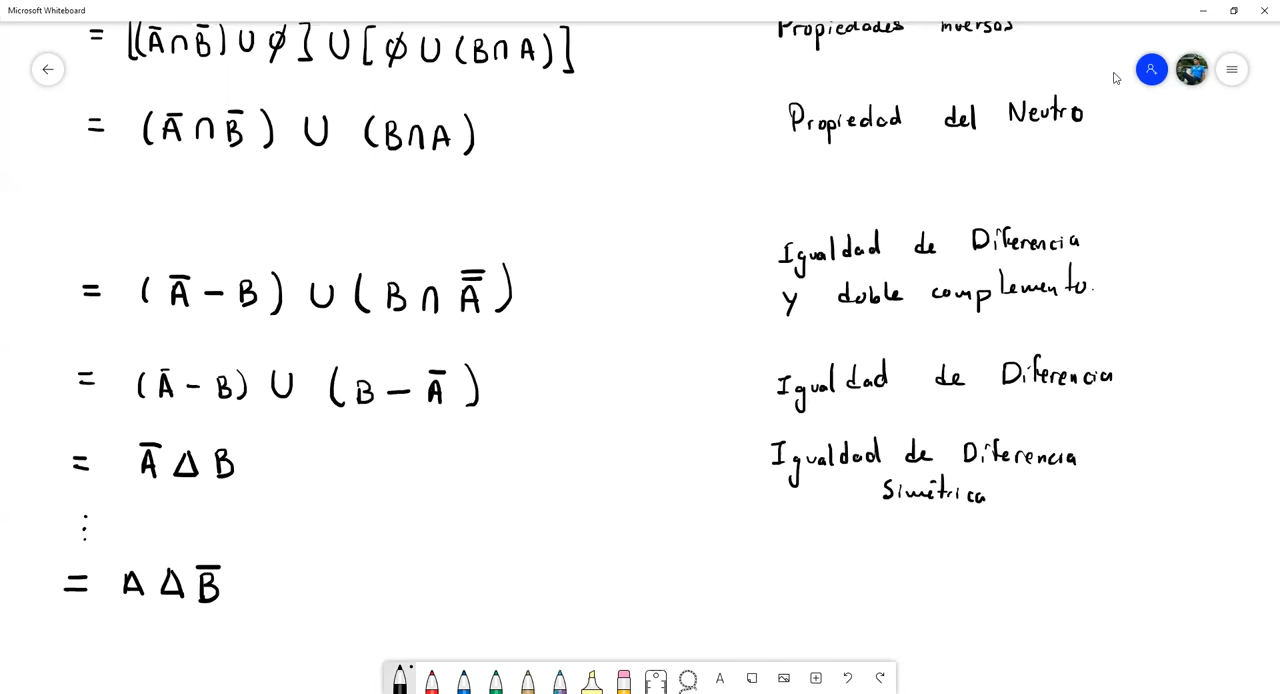 Microsoft Whiteboard
= [(Ā ∩ B̄) ∪ ∅] ∪ [∅ ∪ (B ∩ A)] Propiedades inversos
= (Ā ∩ B̄) ∪ (B ∩ A) Propiedad del Neutro
Igualdad de Diferencia
= (Ā − B) ∪ (B ∩ A̿) y doble complemento.
= (Ā − B) ∪ (B − Ā) Igualdad de Diferencia
= Ā Δ B Igualdad de Diferencia
Simétrica
⋮
= A Δ B̄
A